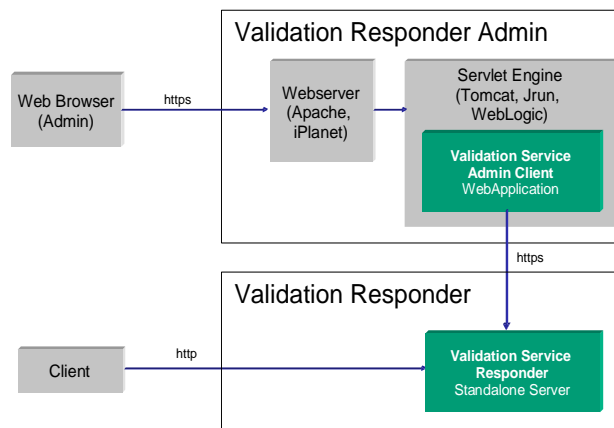 Validation Responder Admin
Web Browser
(Admin)
https
Webserver
(Apache,
iPlanet)
Servlet Engine
(Tomcat, Jrun,
WebLogic)
Validation Service
Admin Client
WebApplication
https
Validation Responder
Client
http
Validation Service
Responder
Standalone Server